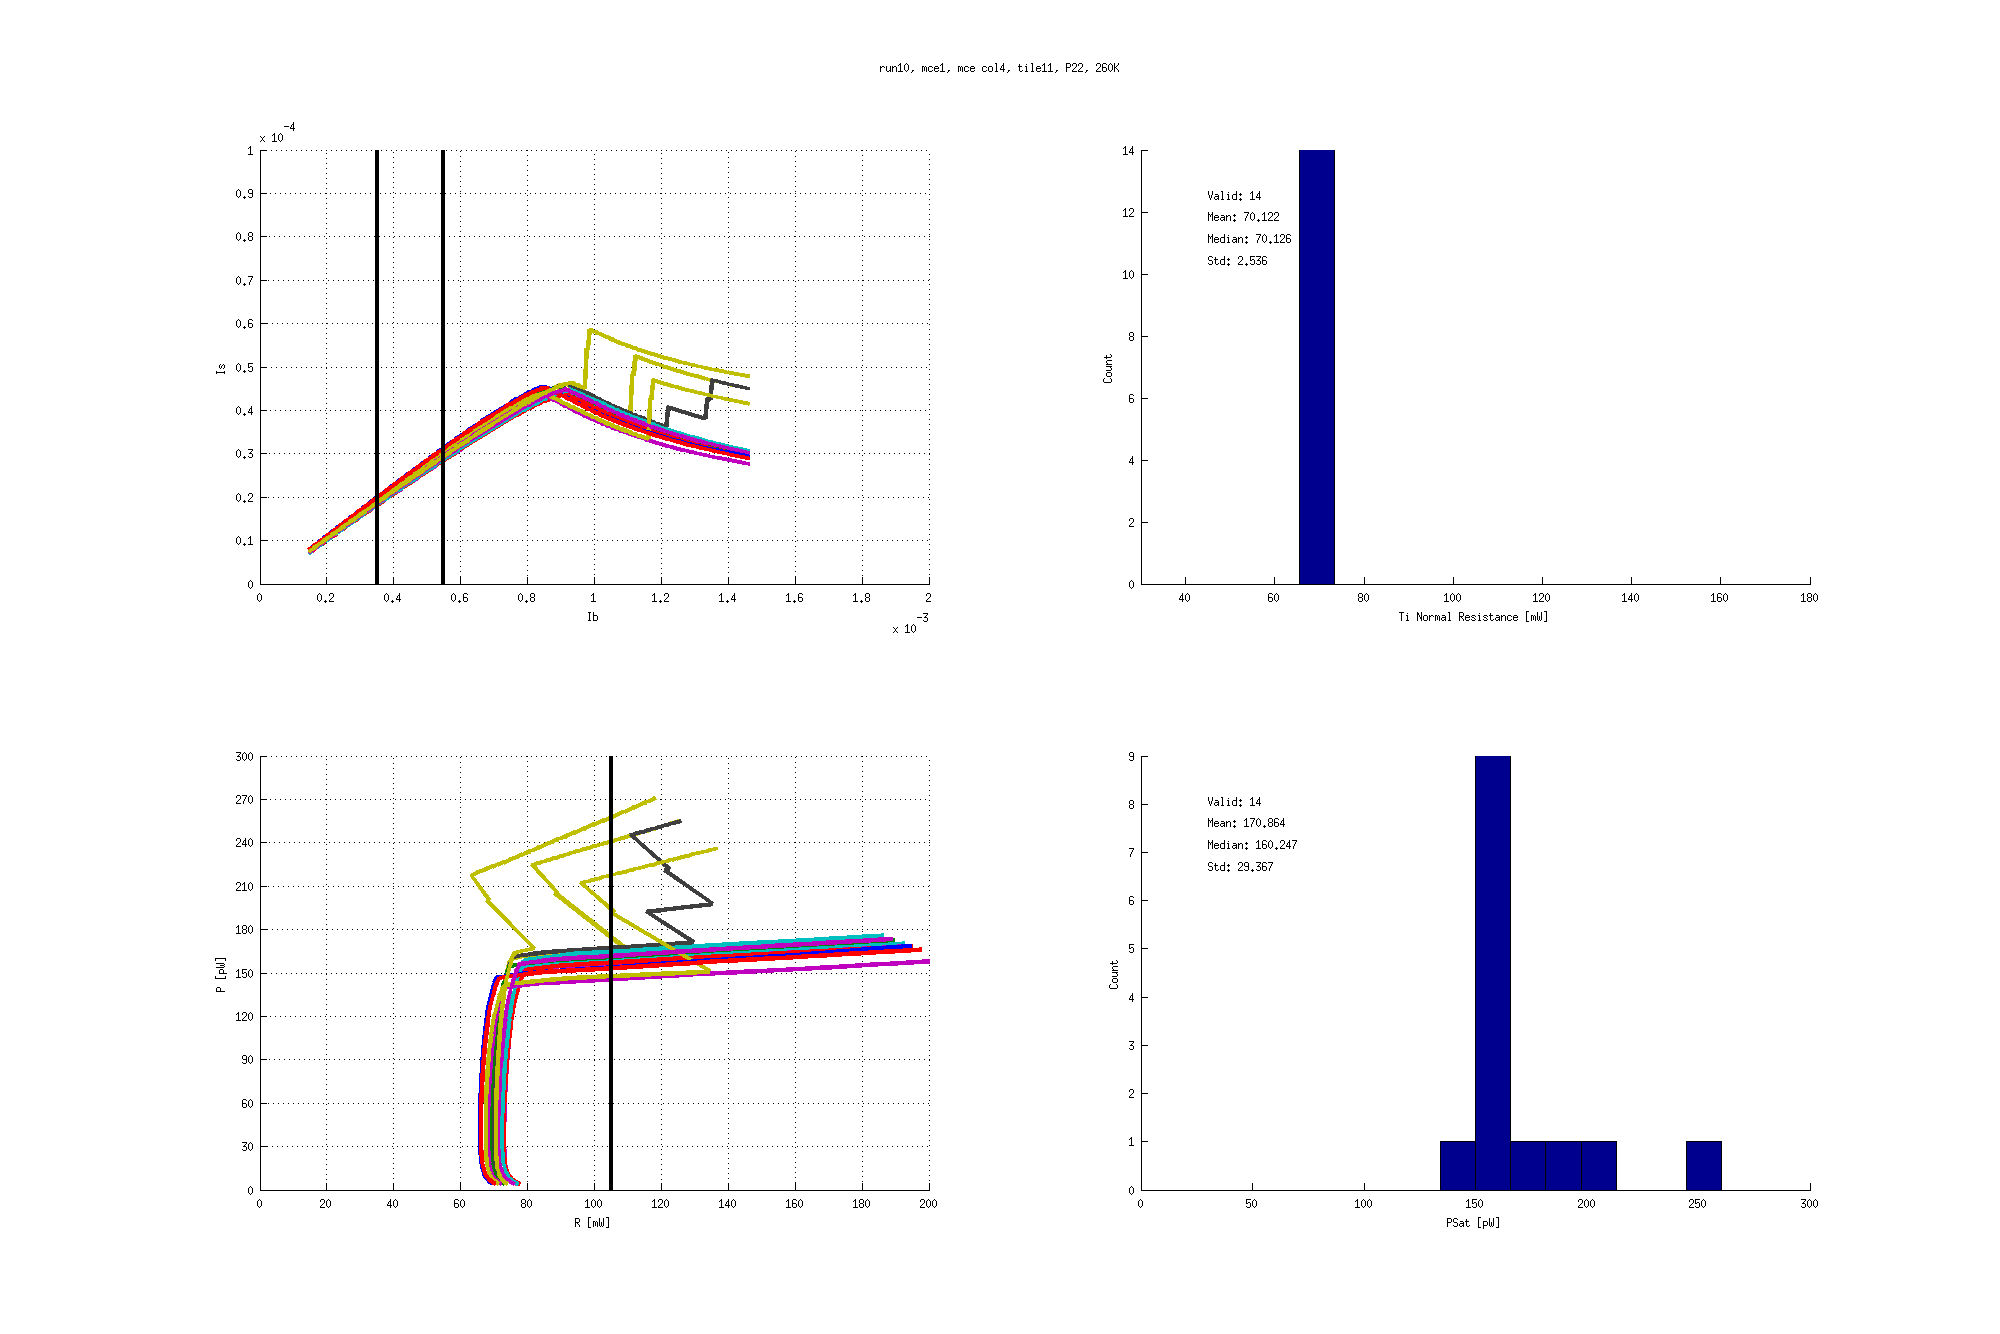 run10, mce1, mce col4, tile11, P22, 260K
x 10
-4
1
0.9
0.8
0.7
0.6
0.5
0.4
0.3
0.2
0.1
0
Is
0 0.2 0.4 0.6 0.8 1 1.2 1.4 1.6 1.8 2
Ib
x 10
-3
14
12
10
8
6
4
2
0
Count
Valid: 14
Mean: 70.122
Median: 70.126
Std: 2.536
40 60 80 100 120 140 160 180
Ti Normal Resistance [mW]
300
270
240
210
180
150
120
90
60
30
0
P [pW]
0 20 40 60 80 100 120 140 160 180 200
R [mW]
9
8
7
6
5
4
3
2
1
0
Count
Valid: 14
Mean: 170.864
Median: 160.247
Std: 29.367
0 50 100 150 200 250 300
PSat [pW]